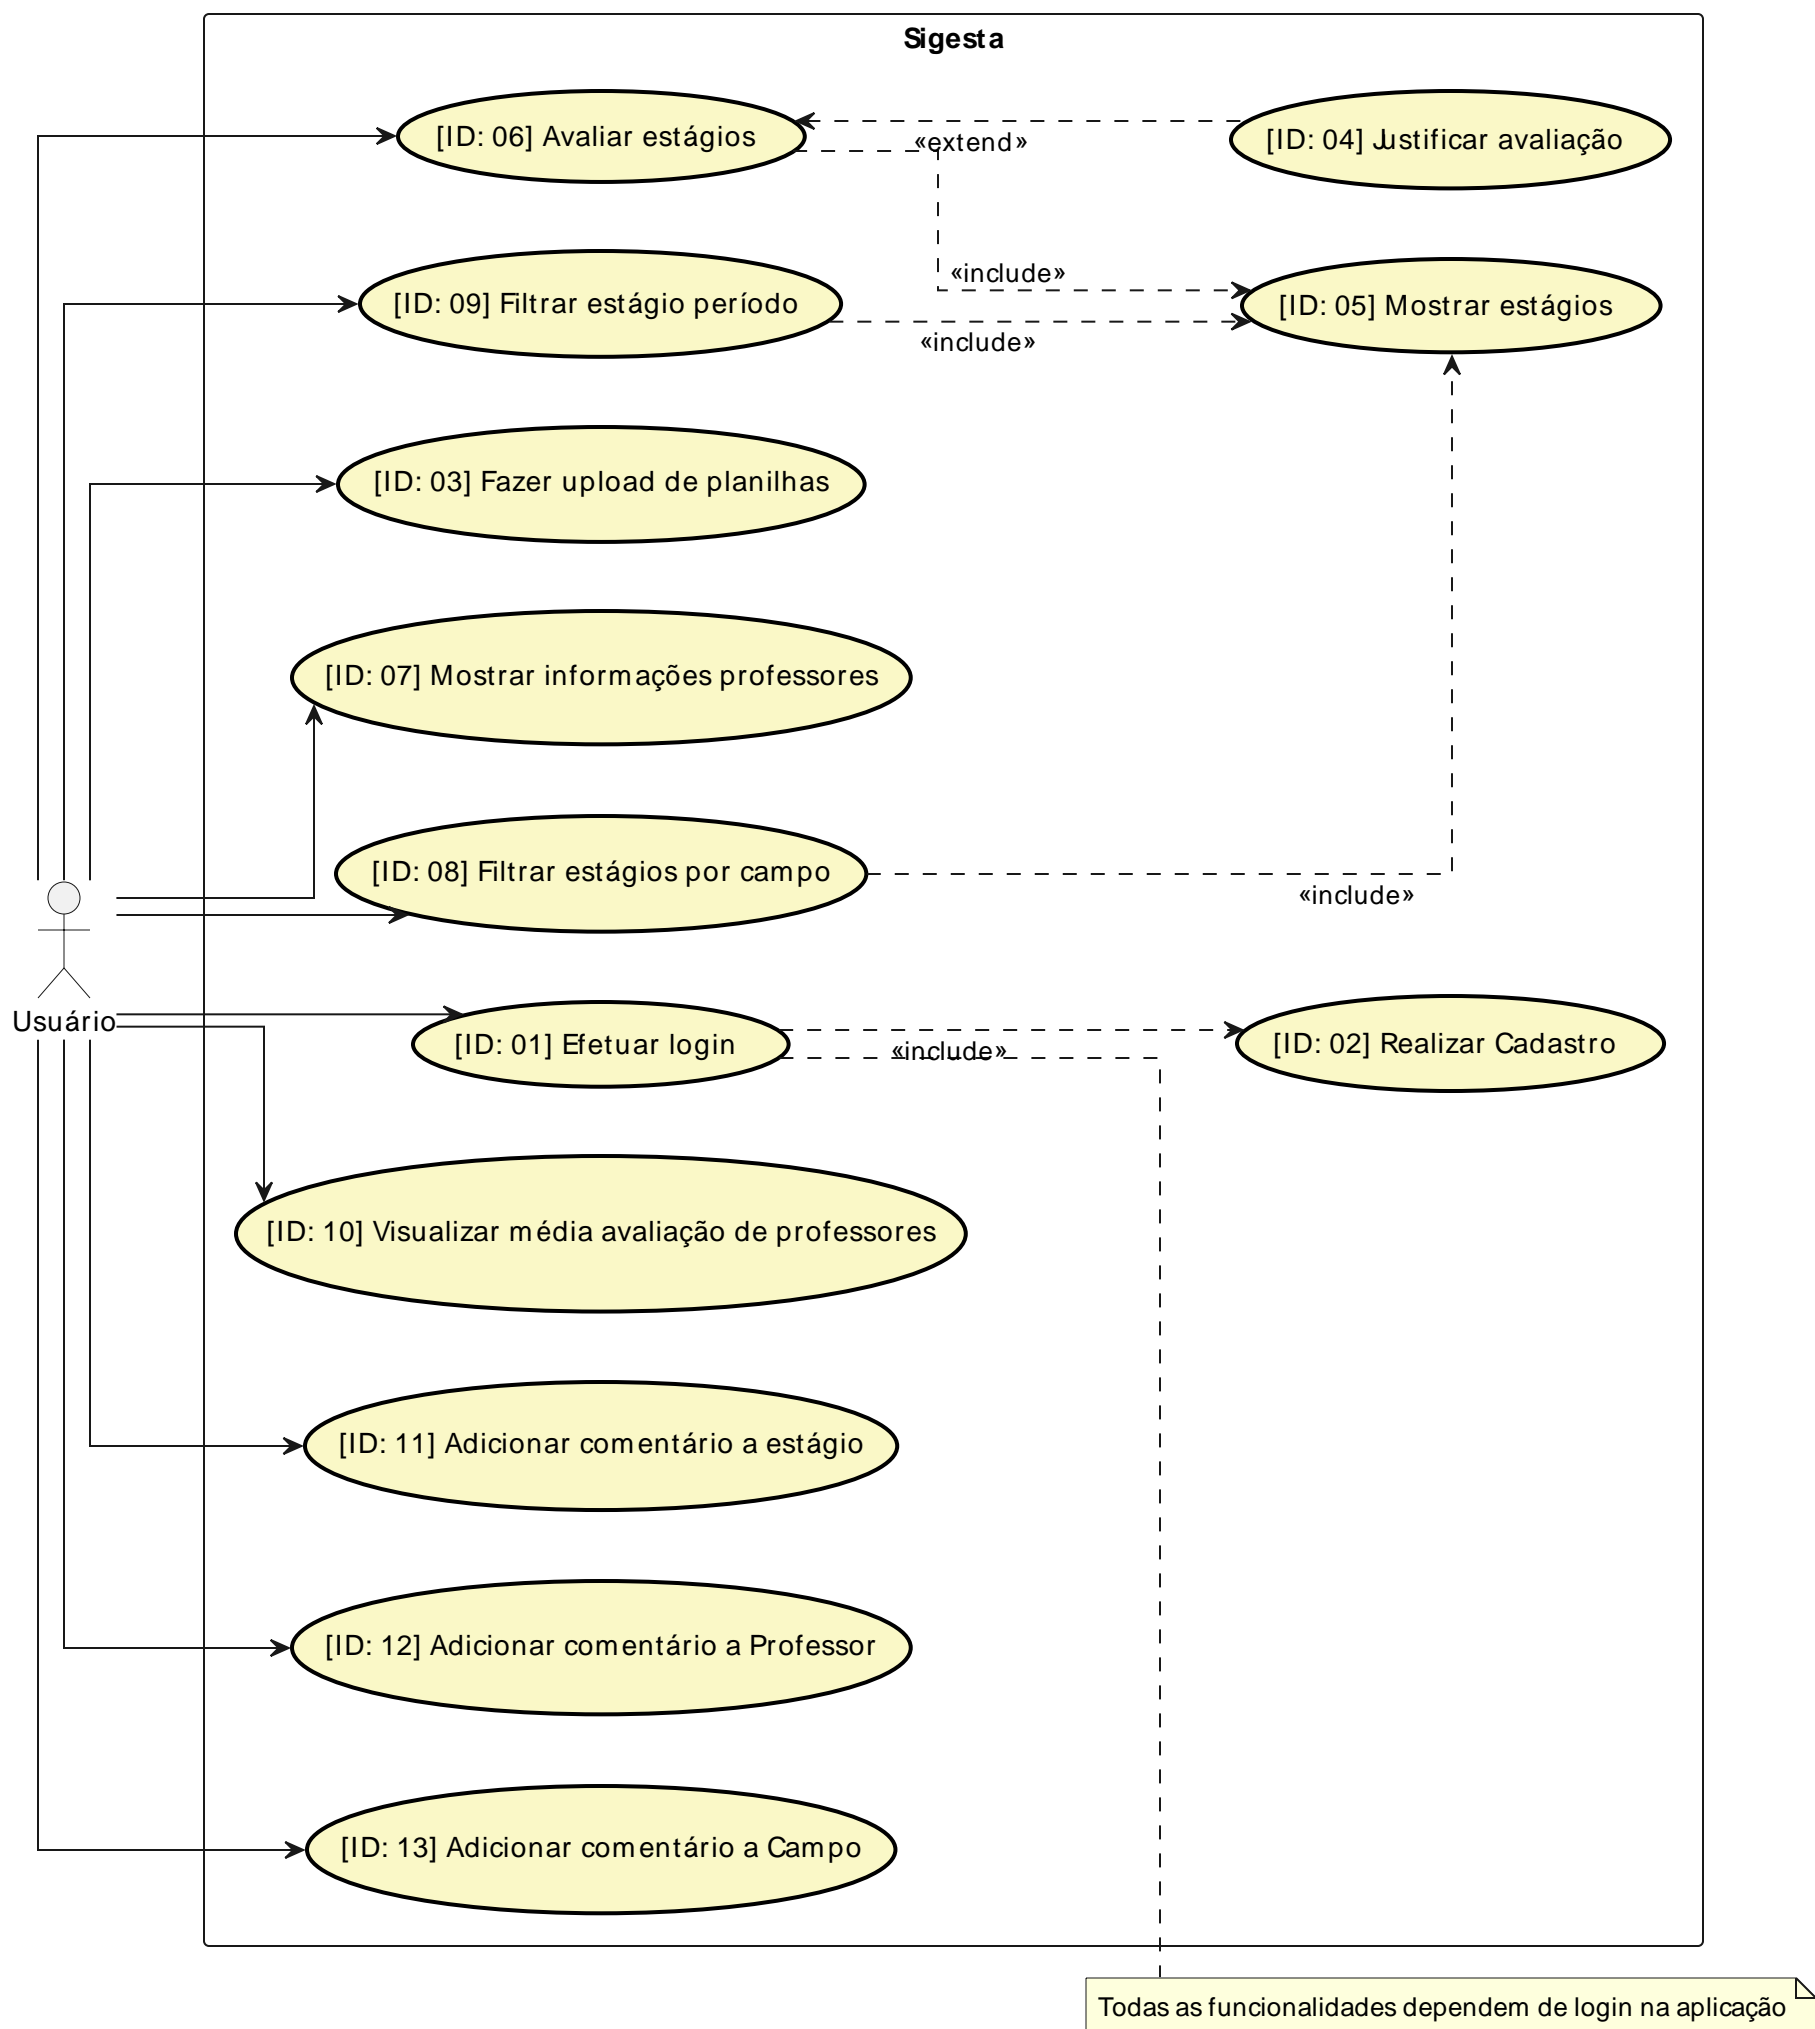 Sigesta
[ID: 06] Avaliar estágios
[ID: 04] Justificar avaliação
«extend»
«include»
[ID: 09] Filtrar estágio período
[ID: 05] Mostrar estágios
«include»
[ID: 03] Fazer upload de planilhas
[ID: 07] Mostrar informações professores
[ID: 08] Filtrar estágios por campo
«include»
Usuário
[ID: 01] Efetuar login
«include»
[ID: 02] Realizar Cadastro
[ID: 10] Visualizar média avaliação de professores
[ID: 11] Adicionar comentário a estágio
[ID: 12] Adicionar comentário a Professor
[ID: 13] Adicionar comentário a Campo
Todas as funcionalidades dependem de login na aplicação